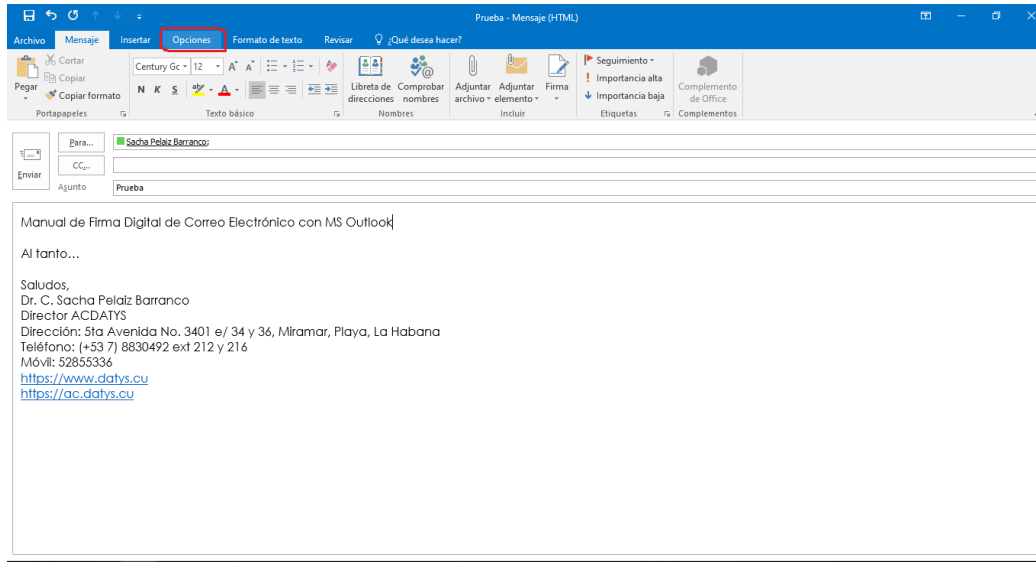 Prueba - Mensaje (HTML)
Archivo Mensaje Insertar Opciones Formato de texto Revisar ¿Qué desea hacer?
Pegar
Cortar
Copiar
Copiar formato
Portapapeles
Century Gc 12 A A
N K S aby A
Texto básico
Libreta de direcciones
Comprobar nombres
Nombres
Adjuntar archivo
Adjuntar elemento
Firma
Incluir
Seguimiento
Importancia alta
Importancia baja
Etiquetas
Complemento de Office
Complementos
Enviar
Para... Sacha Pelaiz Barranco;
CC...
Asunto Prueba
Manual de Firma Digital de Correo Electrónico con MS Outlook
Al tanto...
Saludos,
Dr. C. Sacha Pelaiz Barranco
Director ACDATYS
Dirección: 5ta Avenida No. 3401 e/ 34 y 36, Miramar, Playa, La Habana
Teléfono: (+53 7) 8830492 ext 212 y 216
Móvil: 52855336
https://www.datys.cu
https://ac.datys.cu